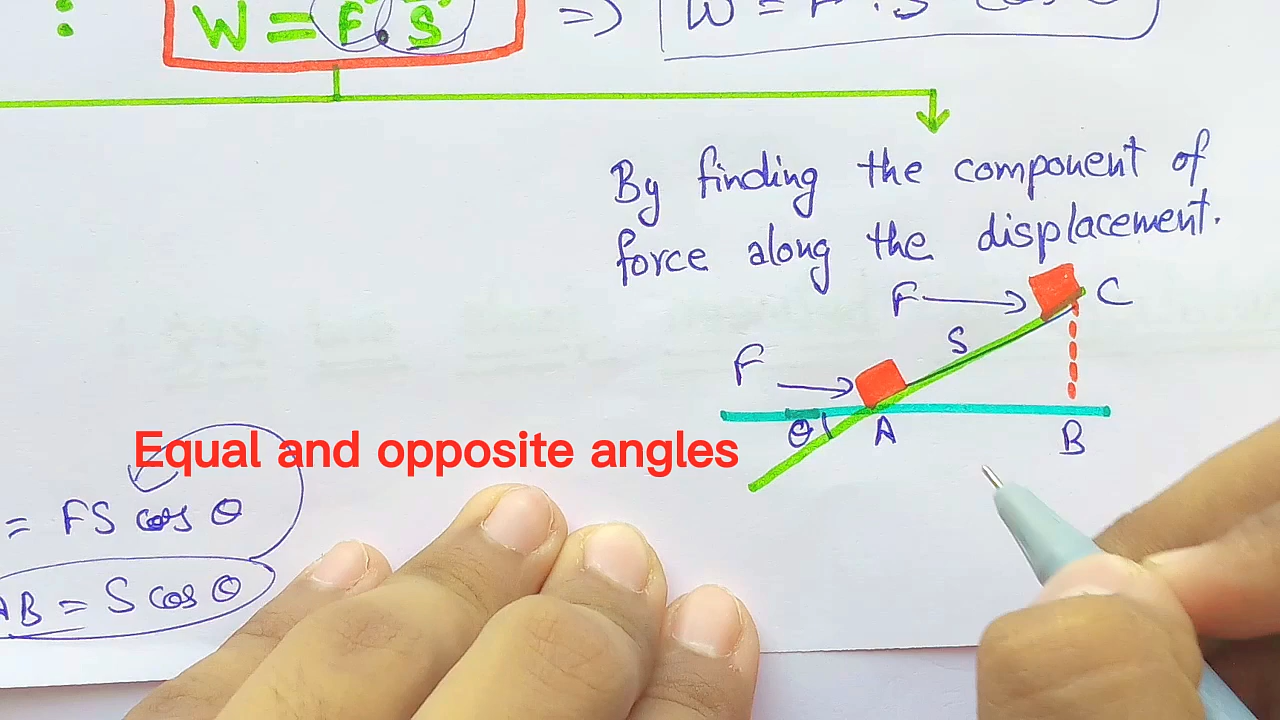 : W = F . S => W = F . S cos θ
By finding the component of
force along the displacement.
F C
S
F
θ A B
Equal and opposite angles
= FS cos θ
AB = S cos θ